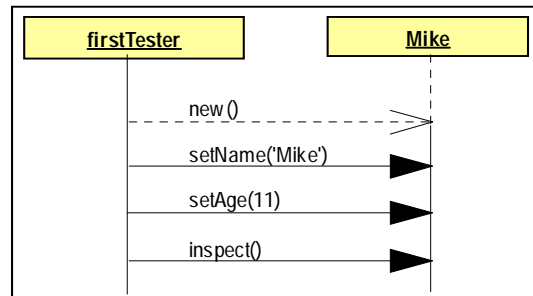 firstTester
Mike
new()
setName('Mike')
setAge(11)
inspect()